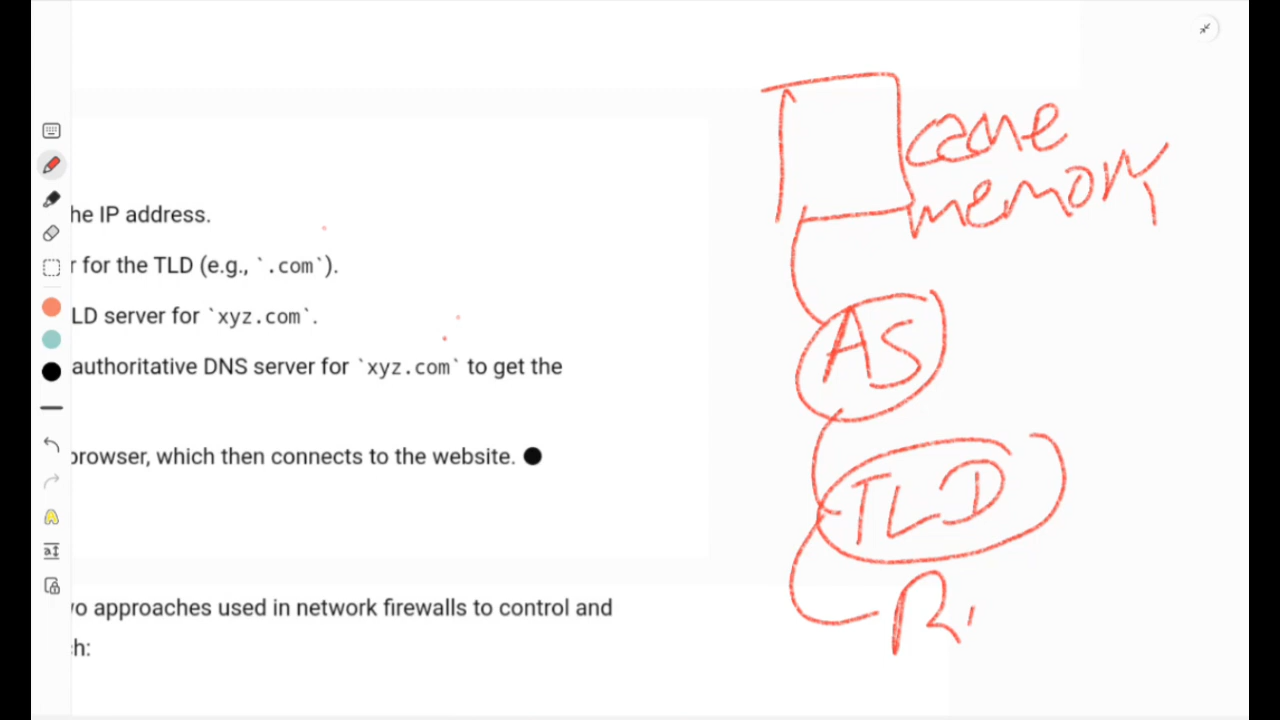 he IP address.
r for the TLD (e.g., `.com`).
LD server for `xyz.com`.
authoritative DNS server for `xyz.com` to get the
browser, which then connects to the website.
vo approaches used in network firewalls to control and
ch:
cache
memory
AS
TLD
R